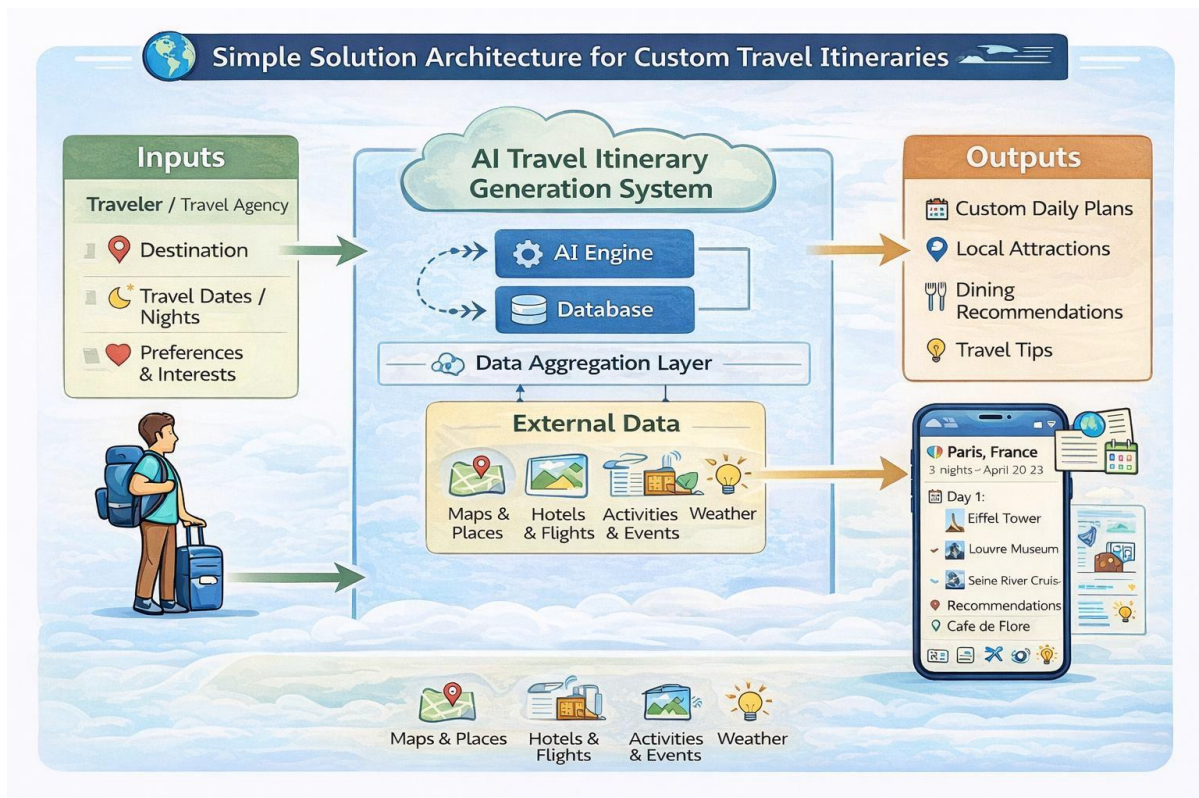 Simple Solution Architecture for Custom Travel Itineraries
Inputs
Traveler / Travel Agency
Destination
Travel Dates /
Nights
Preferences
& Interests
AI Travel Itinerary
Generation System
AI Engine
Database
Data Aggregation Layer
External Data
Maps &
Places
Hotels
& Flights
Activities
& Events
Weather
Outputs
Custom Daily Plans
Local Attractions
Dining
Recommendations
Travel Tips
Paris, France
3 nights – April 20 23
Day 1:
Eiffel Tower
Louvre Museum
Seine River Cruis-
Recommendations
Cafe de Flore
Maps & Places
Hotels &
Flights
Activities
& Events
Weather